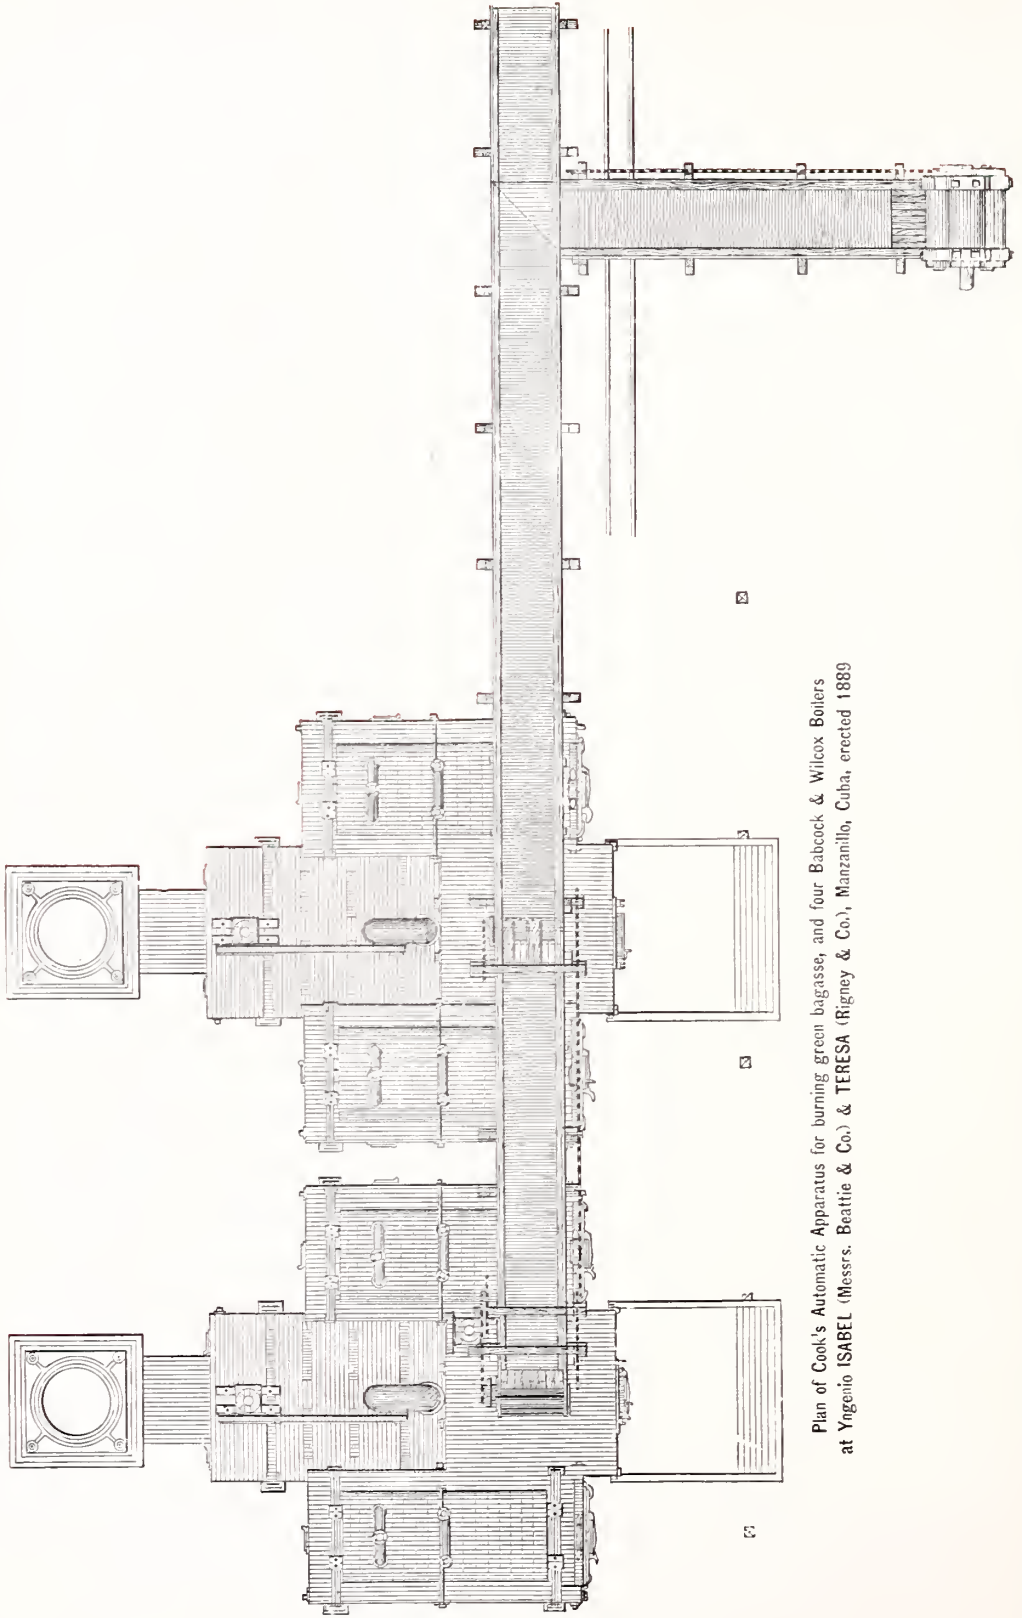 Plan of Cook's Automatic Apparatus for burning green bagasse, and four Babcock & Wilcox Boilers
at Yngenio ISABEL (Messrs. Beattie & Co.) & TERESA (Rigney & Co.), Manzanillo, Cuba, erected 1889